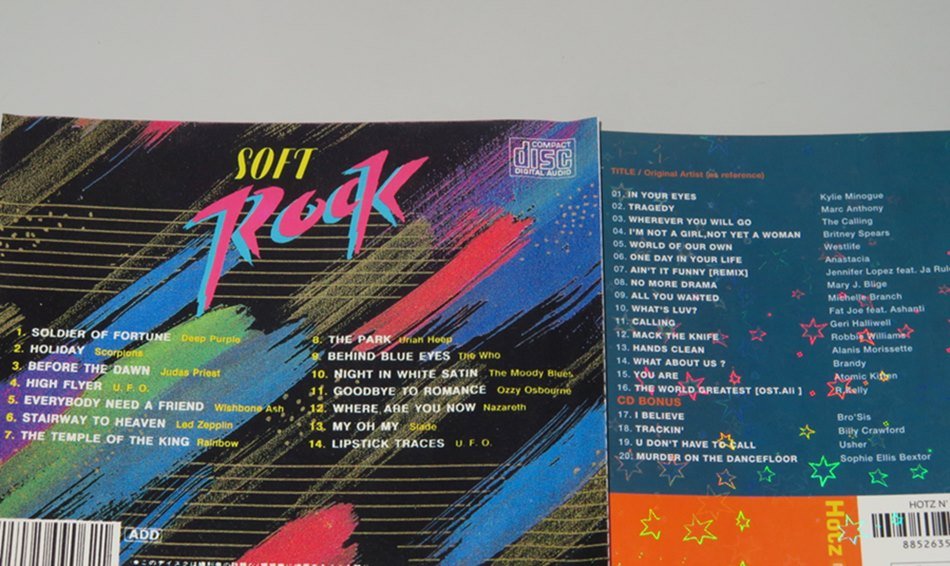 SOFT
ROCK
COMPACT
disc
DIGITAL AUDIO
1. SOLDIER OF FORTUNE Deep Purple
2. HOLIDAY Scorpions
3. BEFORE THE DAWN Judas Priest
4. HIGH FLYER U. F. O.
5. EVERYBODY NEED A FRIEND Wishbone Ash
6. STAIRWAY TO HEAVEN Led Zeplin
7. THE TEMPLE OF THE KING Rainbow
8. THE PARK Urian Heep
9. BEHIND BLUE EYES The Who
10. NIGHT IN WHITE SATIN The Moody Blues
11. GOODBYE TO ROMANCE Ozzy Osbourne
12. WHERE ARE YOU NOW Nazareth
13. MY OH MY Slade
14. LIPSTICK TRACES U. F. O.
ADD
TITLE / Original Artist (as reference)
01. IN YOUR EYES Kylie Minogue
02. TRAGEDY Marc Anthony
03. WHEREVER YOU WILL GO The Calling
04. I'M NOT A GIRL,NOT YET A WOMAN Britney Spears
05. WORLD OF OUR OWN Westlife
06. ONE DAY IN YOUR LIFE Anastacia
07. AIN'T IT FUNNY [REMIX] Jennifer Lopez feat. Ja Rul
08. NO MORE DRAMA Mary J. Blige
09. ALL YOU WANTED Michelle Branch
10. WHAT'S LUV? Fat Joe feat. Ashanti
11. CALLING Geri Halliwell
12. MACK THE KNIFE Robbie Williams
13. HANDS CLEAN Alanis Morissette
14. WHAT ABOUT US ? Brandy
15. YOU ARE Atomic Kitten
16. THE WORLD GREATEST [OST.Ali ] R Kelly
CD BONUS
17. I BELIEVE Bro'Sis
18. TRACKIN' Billy Crawford
19. U DON'T HAVE TO CALL Usher
20. MURDER ON THE DANCEFLOOR Sophie Ellis Bextor
Hotz
HOTZ N'
8852635